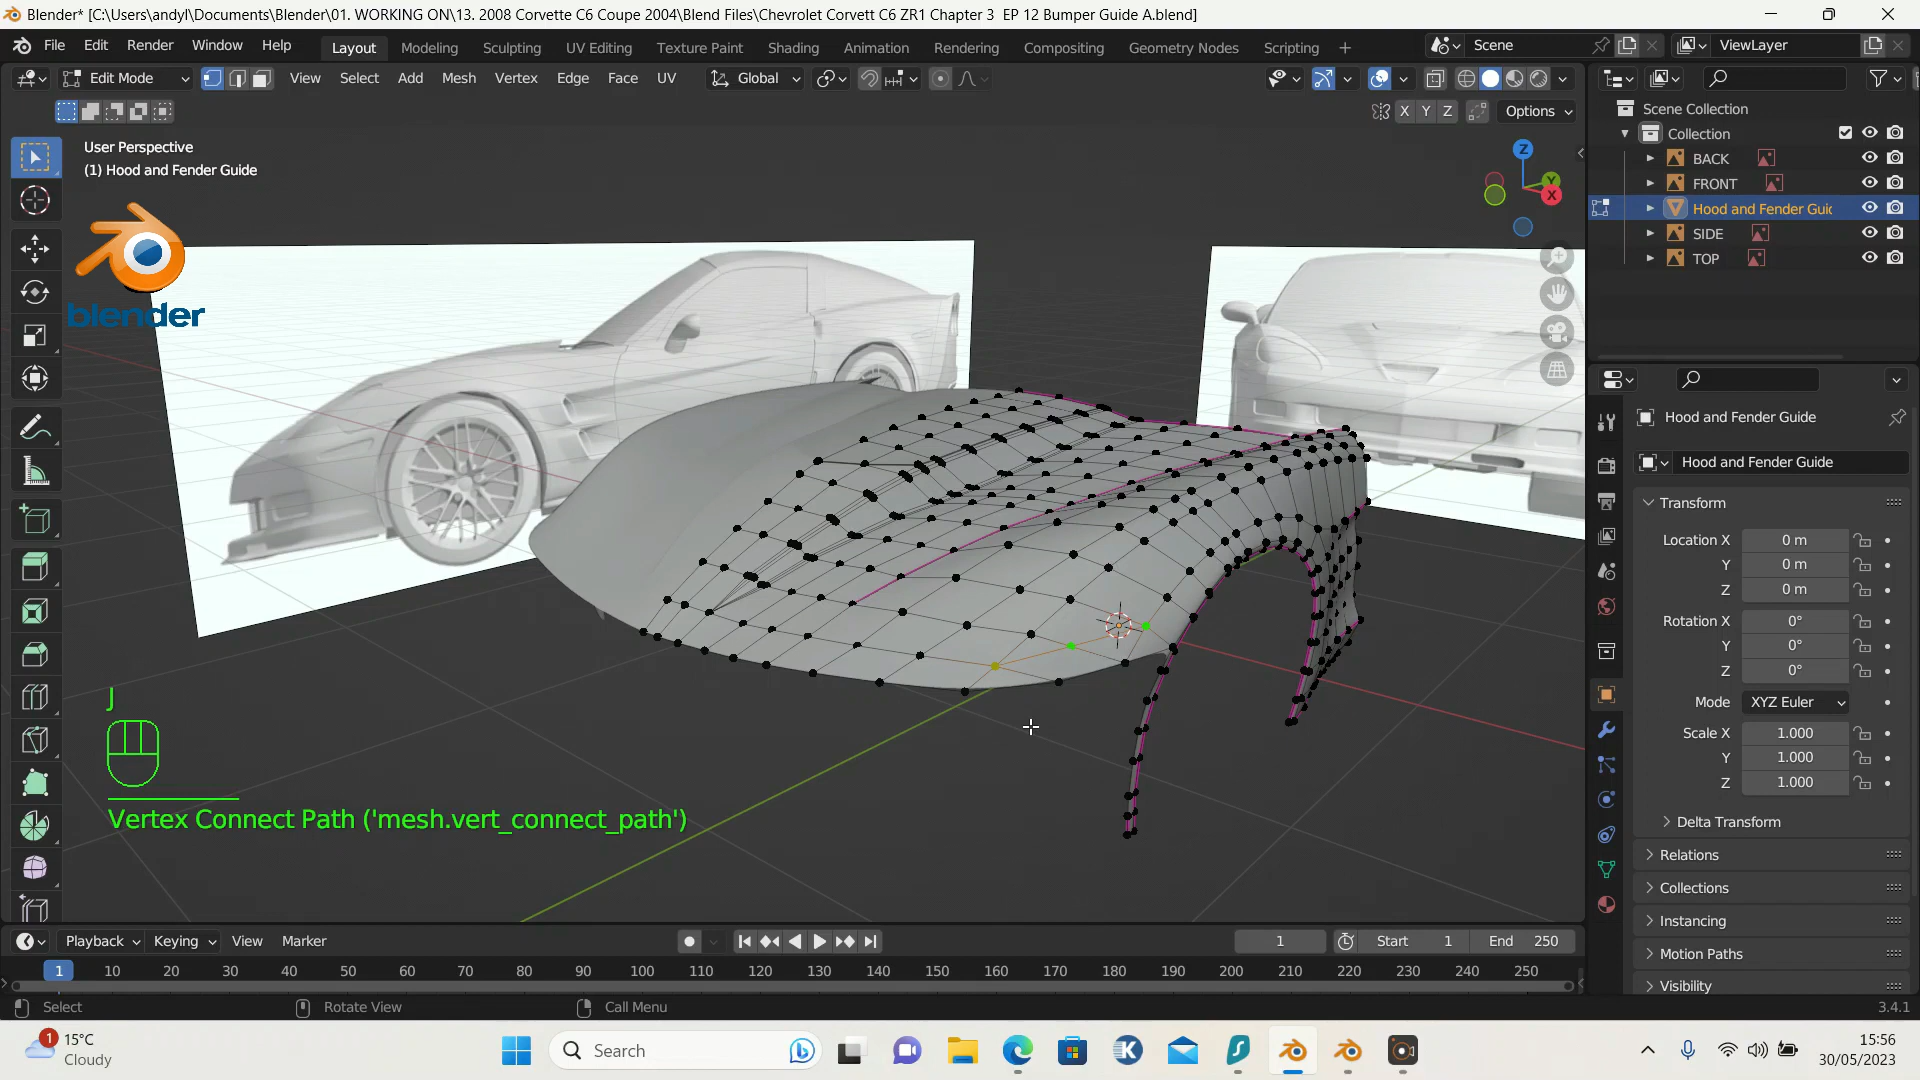 Blender* [C:\Users\andyl\Documents\Blender\01. WORKING ON\13. 2008 Corvette C6 Coupe 2004\Blend Files\Chevrolet Corvett C6 ZR1 Chapter 3  EP 12 Bumper Guide A.blend]
File Edit Render Window Help Layout Modeling Sculpting UV Editing Texture Paint Shading Animation Rendering Compositing Geometry Nodes Scripting + Scene ViewLayer
Edit Mode View Select Add Mesh Vertex Edge Face UV Global
X Y Z Options
User Perspective
(1) Hood and Fender Guide
Z
Y
X
blender
J
Vertex Connect Path ('mesh.vert_connect_path')
Scene Collection
Collection
BACK
FRONT
Hood and Fender Guid
SIDE
TOP
Hood and Fender Guide
Hood and Fender Guide
Transform
Location X 0 m
Y 0 m
Z 0 m
Rotation X 0°
Y 0°
Z 0°
Mode XYZ Euler
Scale X 1.000
Y 1.000
Z 1.000
Delta Transform
Relations
Collections
Instancing
Motion Paths
Visibility
Playback Keying View Marker 1 Start 1 End 250
1 10 20 30 40 50 60 70 80 90 100 110 120 130 140 150 160 170 180 190 200 210 220 230 240 250
Select Rotate View Call Menu 3.4.1
1 15°C
Cloudy
Search
K
15:56
30/05/2023